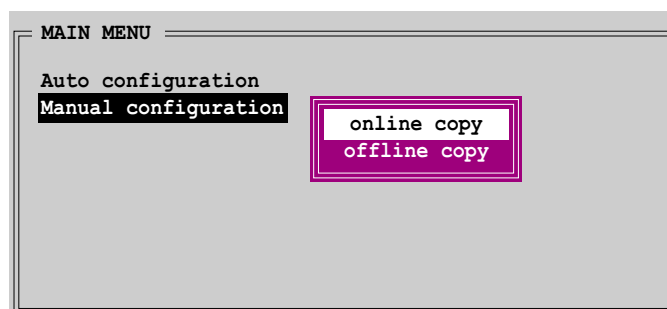 MAIN MENU
Auto configuration
Manual configuration
online copy
offline copy